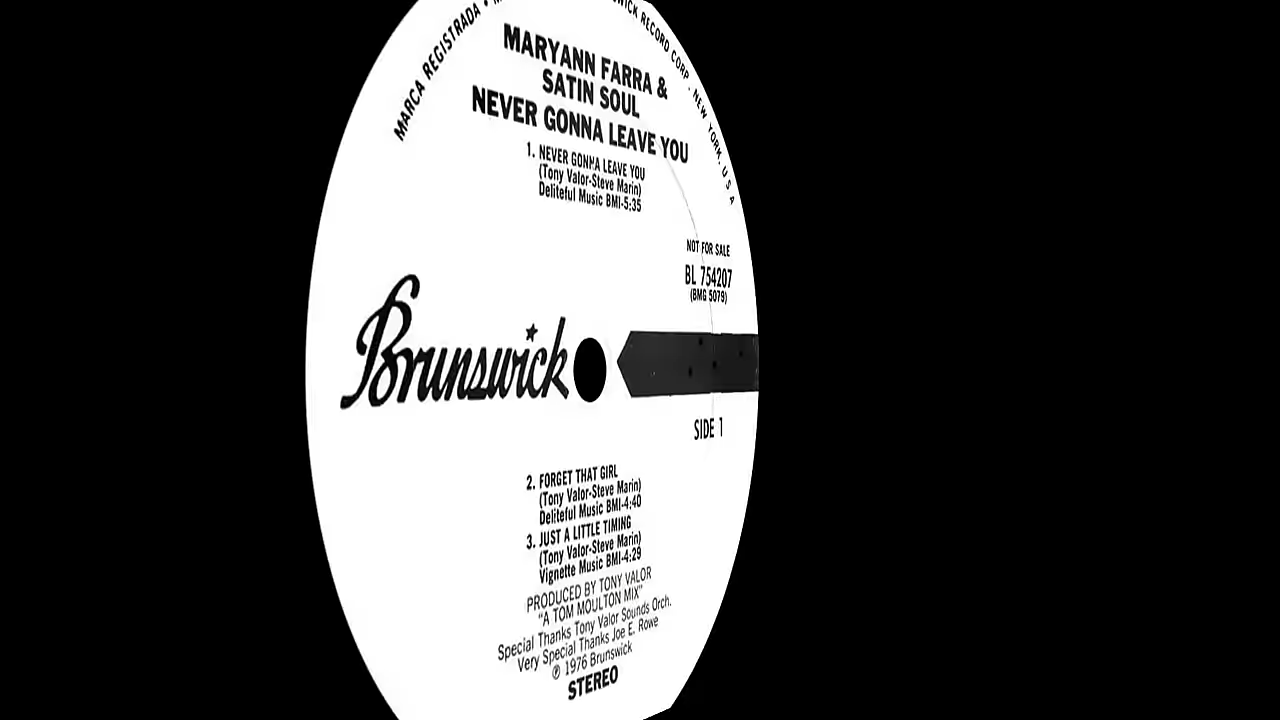 MARCA REGISTRADA •
RECORD CORP., NEW YORK, U S A
MARYANN FARRA &
SATIN SOUL
NEVER GONNA LEAVE YOU
1. NEVER GONNA LEAVE YOU
(Tony Valor-Steve Marin)
Deliteful Music BMI-5:35
NOT FOR SALE
BL 754207
(BMG 5079)
Brunswick
SIDE 1
2. FORGET THAT GIRL
(Tony Valor-Steve Marin)
Deliteful Music BMI-4:40
3. JUST A LITTLE TIMING
(Tony Valor-Steve Marin)
Vignette Music BMI-4:29
PRODUCED BY TONY VALOR
"A TOM MOULTON MIX"
Special Thanks Tony Valor Sounds Orch.
Very Special Thanks Joe E. Rowe
℗ 1976 Brunswick
STEREO